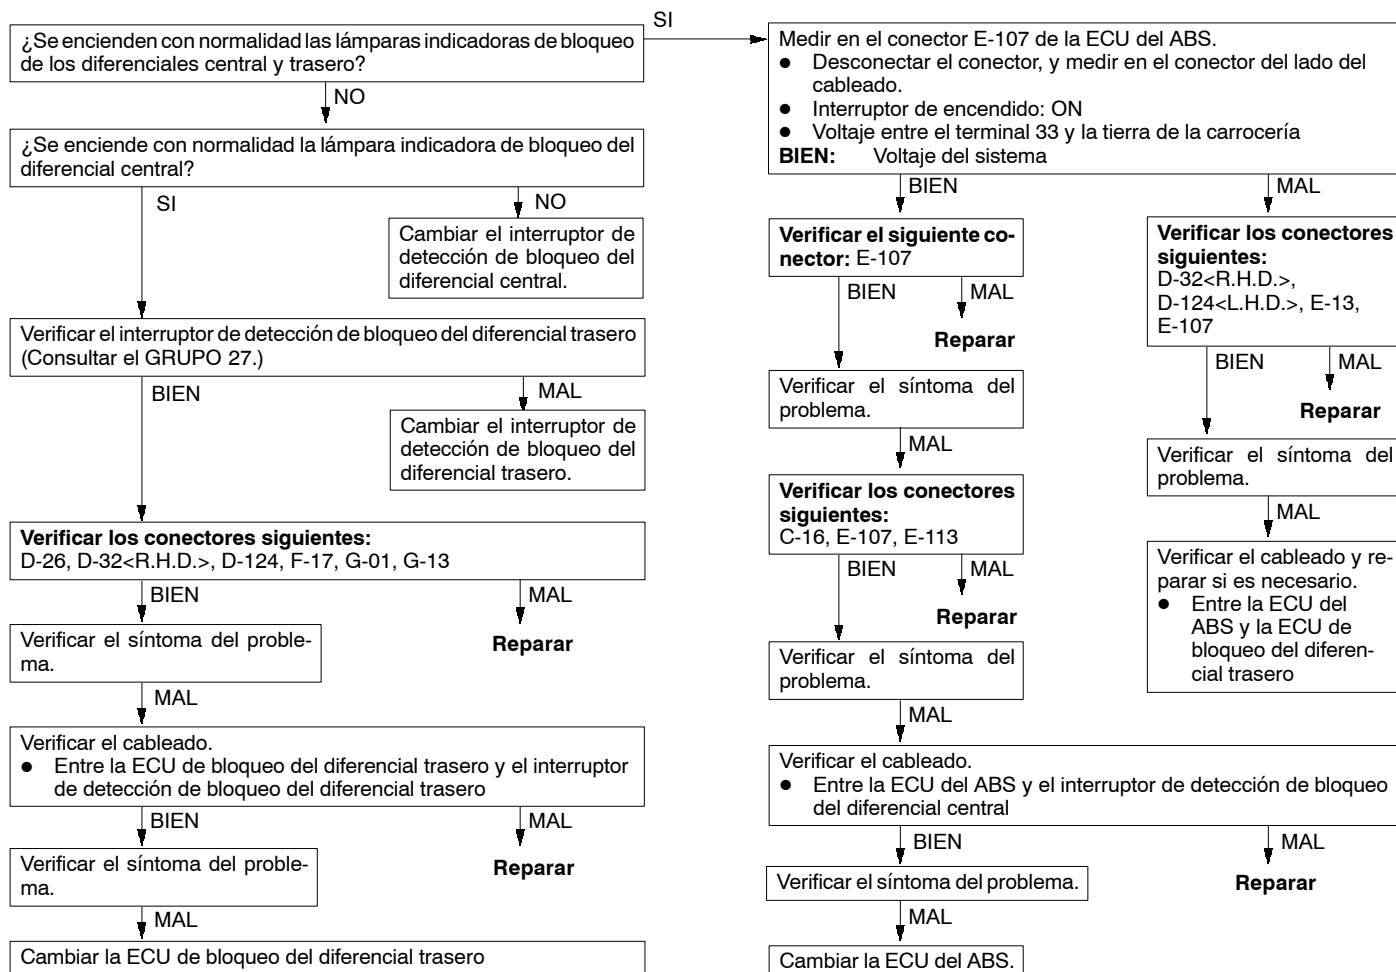 ¿Se encienden con normalidad las lámparas indicadoras de bloqueo
de los diferenciales central y trasero?
SI
NO
¿Se enciende con normalidad la lámpara indicadora de bloqueo del
diferencial central?
SI
NO
Cambiar el interruptor de
detección de bloqueo del
diferencial central.
Verificar el interruptor de detección de bloqueo del diferencial trasero
(Consultar el GRUPO 27.)
BIEN
MAL
Cambiar el interruptor de
detección de bloqueo del
diferencial trasero.
Verificar los conectores siguientes:
D-26, D-32<R.H.D.>, D-124, F-17, G-01, G-13
BIEN
MAL
Verificar el síntoma del proble-
ma.
Reparar
MAL
Verificar el cableado.
● Entre la ECU de bloqueo del diferencial trasero y el interruptor
de detección de bloqueo del diferencial trasero
BIEN
MAL
Verificar el síntoma del proble-
ma.
Reparar
MAL
Cambiar la ECU de bloqueo del diferencial trasero
Medir en el conector E-107 de la ECU del ABS.
● Desconectar el conector, y medir en el conector del lado del
cableado.
● Interruptor de encendido: ON
● Voltaje entre el terminal 33 y la tierra de la carrocería
BIEN: Voltaje del sistema
BIEN
MAL
Verificar el siguiente co-
nector: E-107
BIEN
MAL
Reparar
Verificar el síntoma del
problema.
MAL
Verificar los conectores
siguientes:
C-16, E-107, E-113
BIEN
MAL
Reparar
Verificar el síntoma del
problema.
MAL
Verificar los conectores
siguientes:
D-32<R.H.D.>,
D-124<L.H.D.>, E-13,
E-107
BIEN
MAL
Reparar
Verificar el síntoma del
problema.
MAL
Verificar el cableado y re-
parar si es necesario.
● Entre la ECU del
ABS y la ECU de
bloqueo del diferen-
cial trasero
Verificar el cableado.
● Entre la ECU del ABS y el interruptor de detección de bloqueo
del diferencial central
BIEN
MAL
Verificar el síntoma del problema.
Reparar
MAL
Cambiar la ECU del ABS.